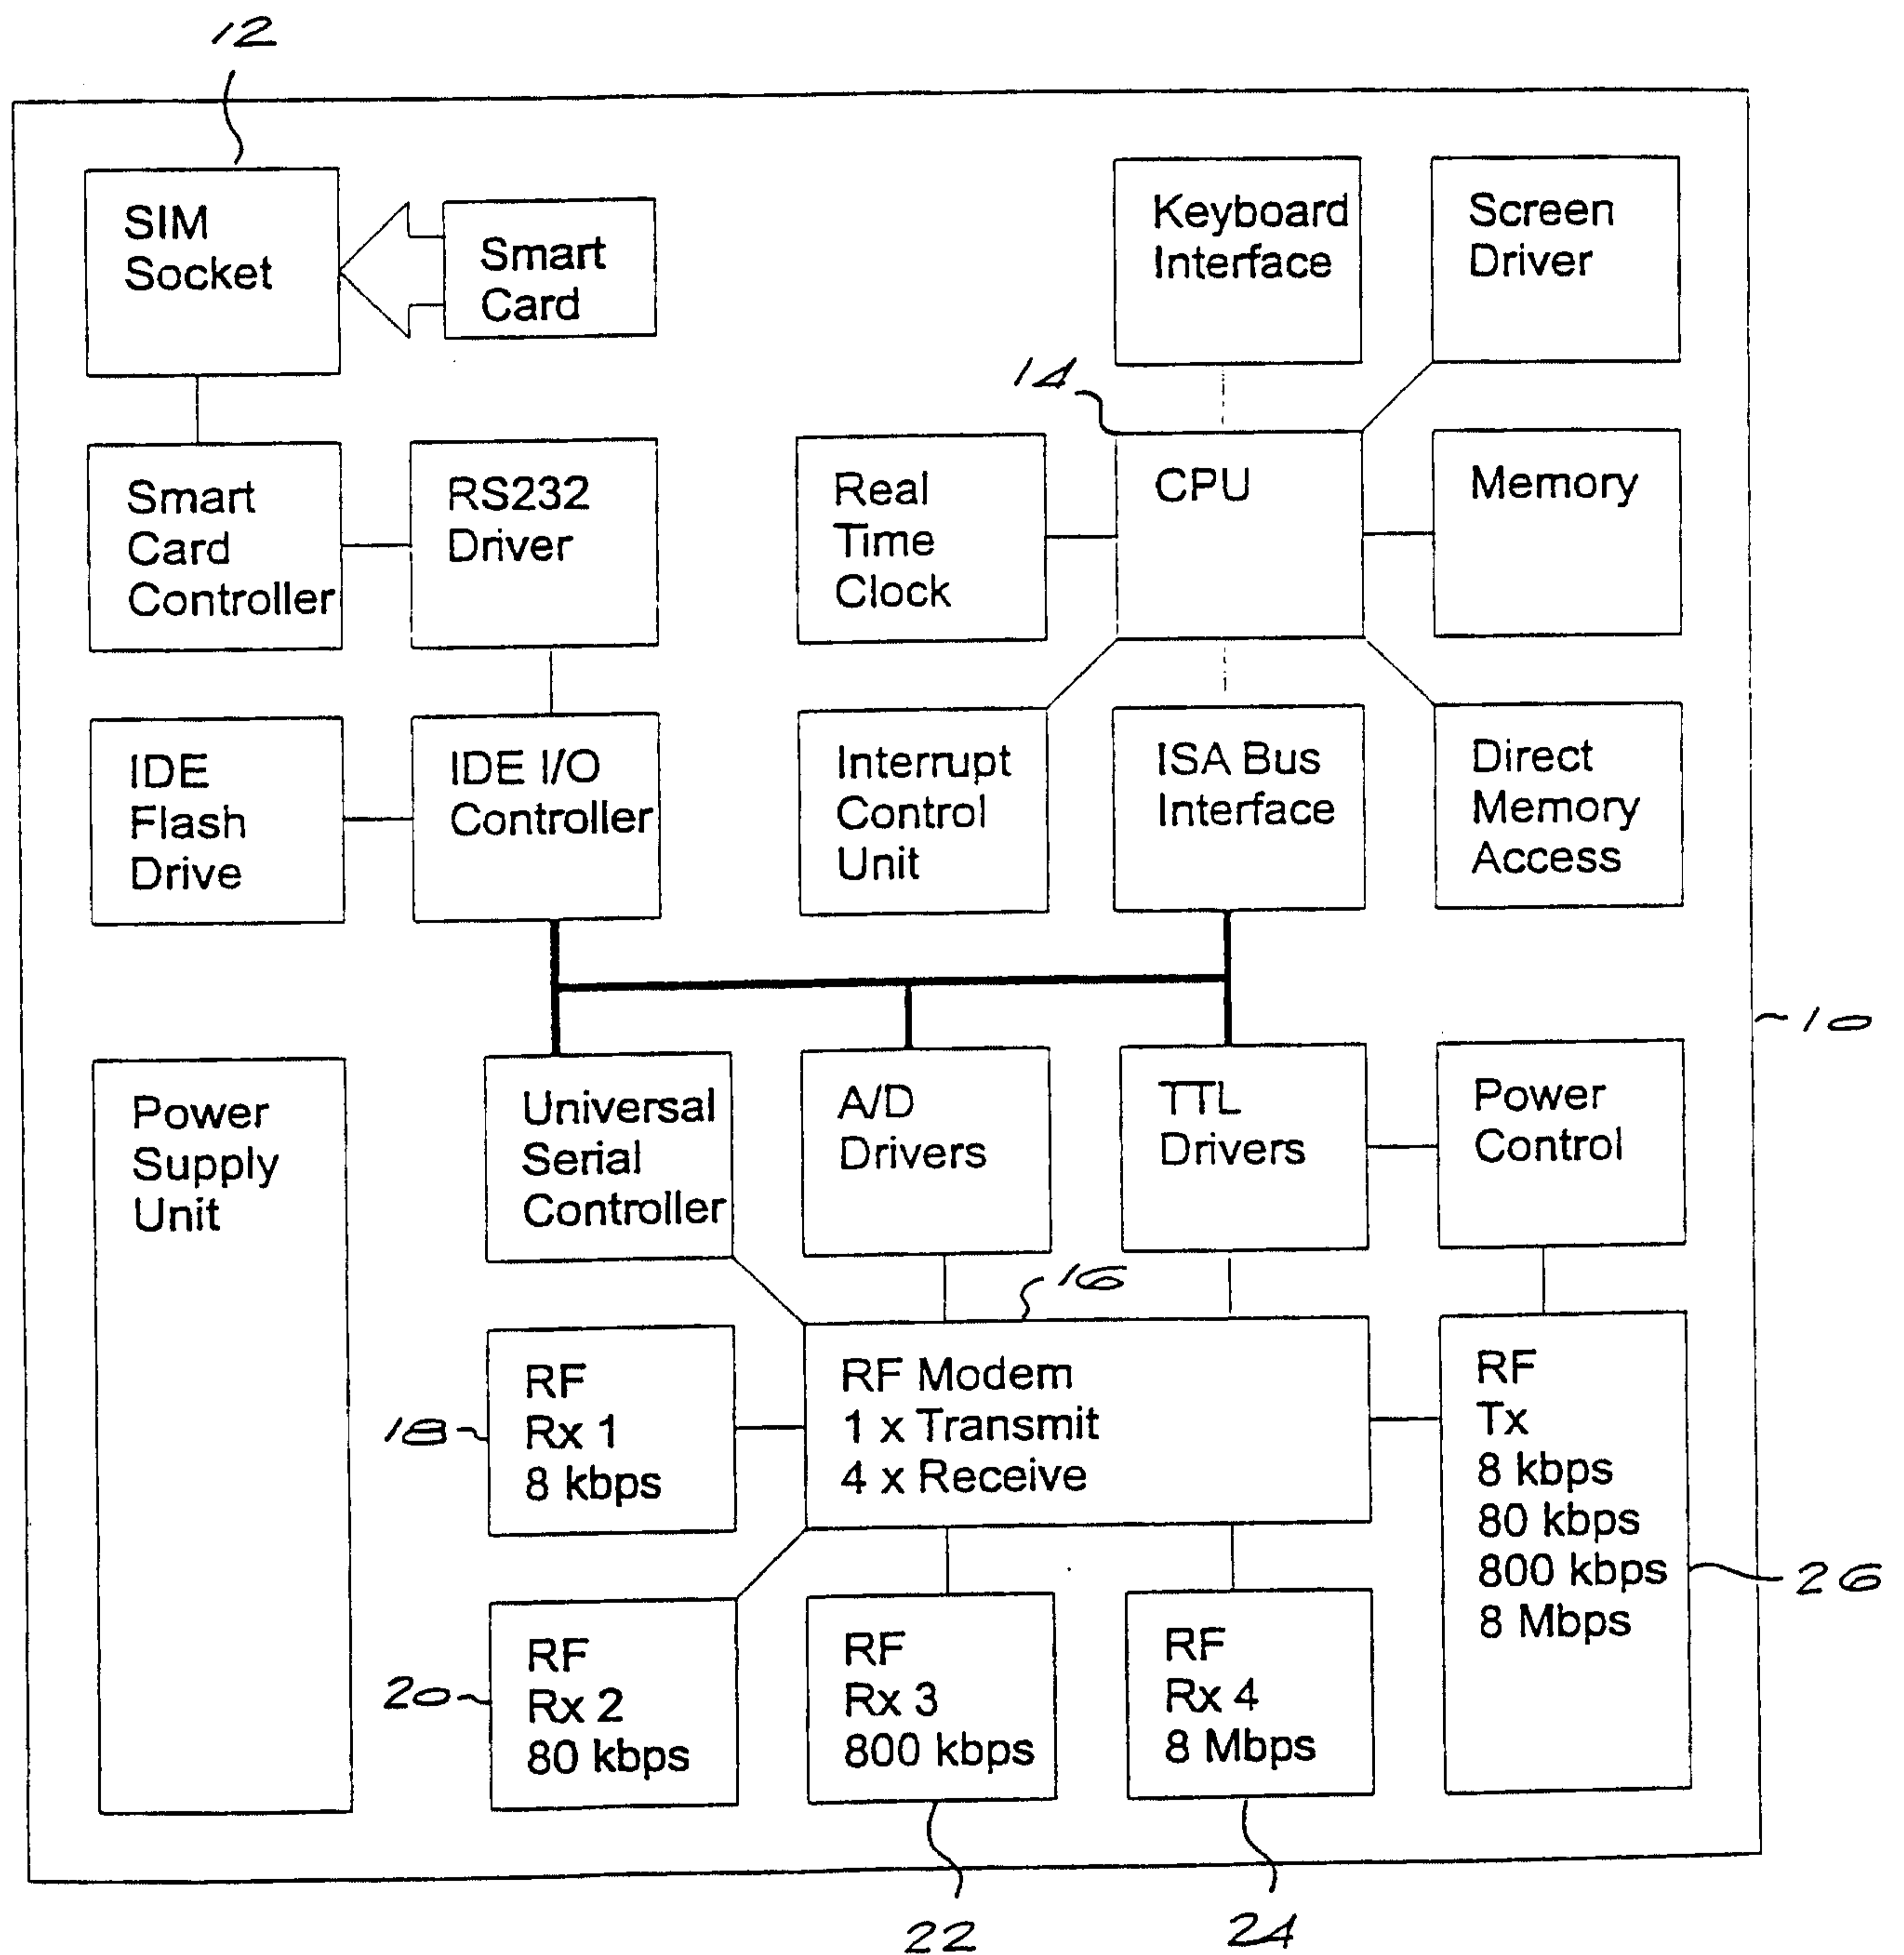 12
SIM
Socket
Smart
Card
Keyboard
Interface
Screen
Driver
14
Smart
Card
Controller
RS232
Driver
Real
Time
Clock
CPU
Memory
IDE
Flash
Drive
IDE I/O
Controller
Interrupt
Control
Unit
ISA Bus
Interface
Direct
Memory
Access
10
Power
Supply
Unit
Universal
Serial
Controller
A/D
Drivers
TTL
Drivers
Power
Control
16
18
RF
Rx 1
8 kbps
RF Modem
1 x Transmit
4 x Receive
RF
Tx
8 kbps
80 kbps
800 kbps
8 Mbps
26
20
RF
Rx 2
80 kbps
RF
Rx 3
800 kbps
RF
Rx 4
8 Mbps
22
24